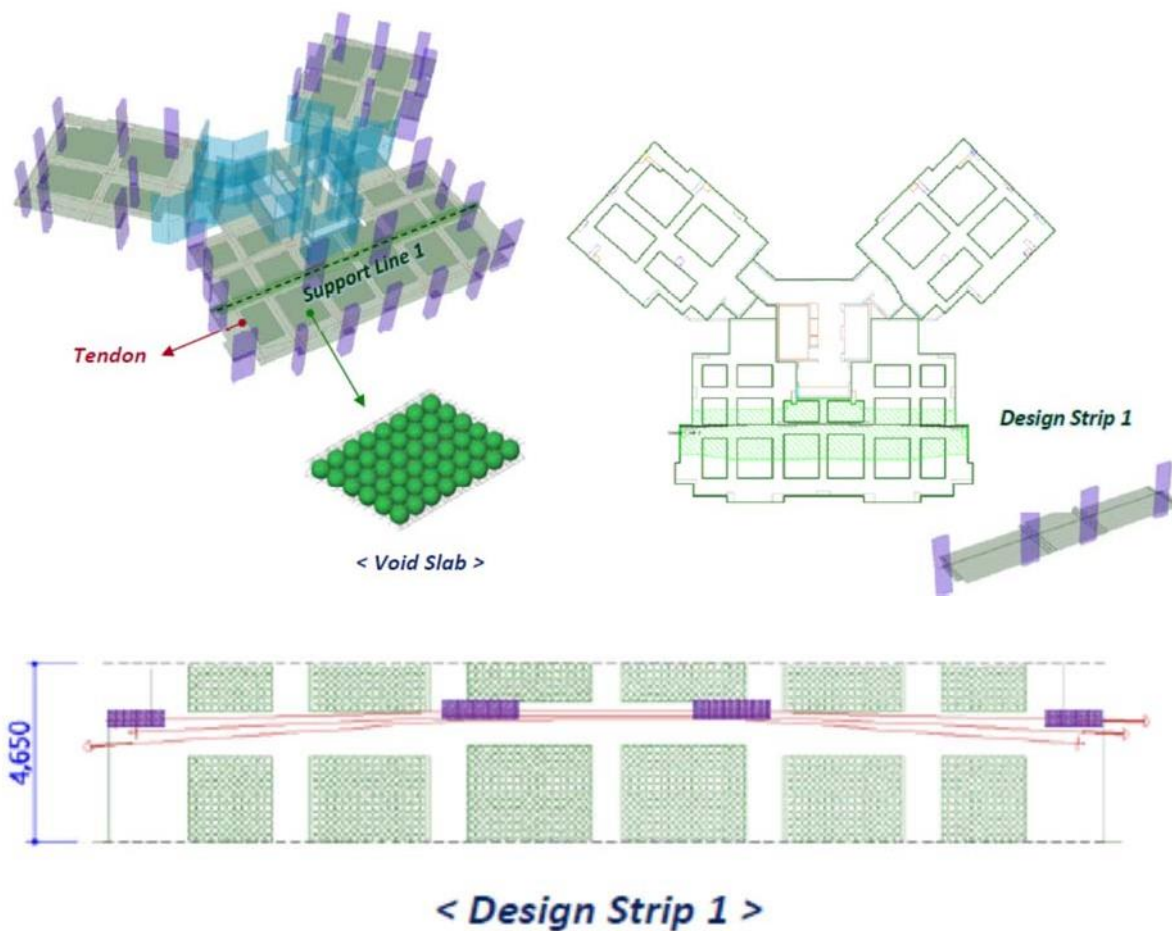 Support Line 1
Tendon
Design Strip 1
< Void Slab >
4,650
< Design Strip 1 >